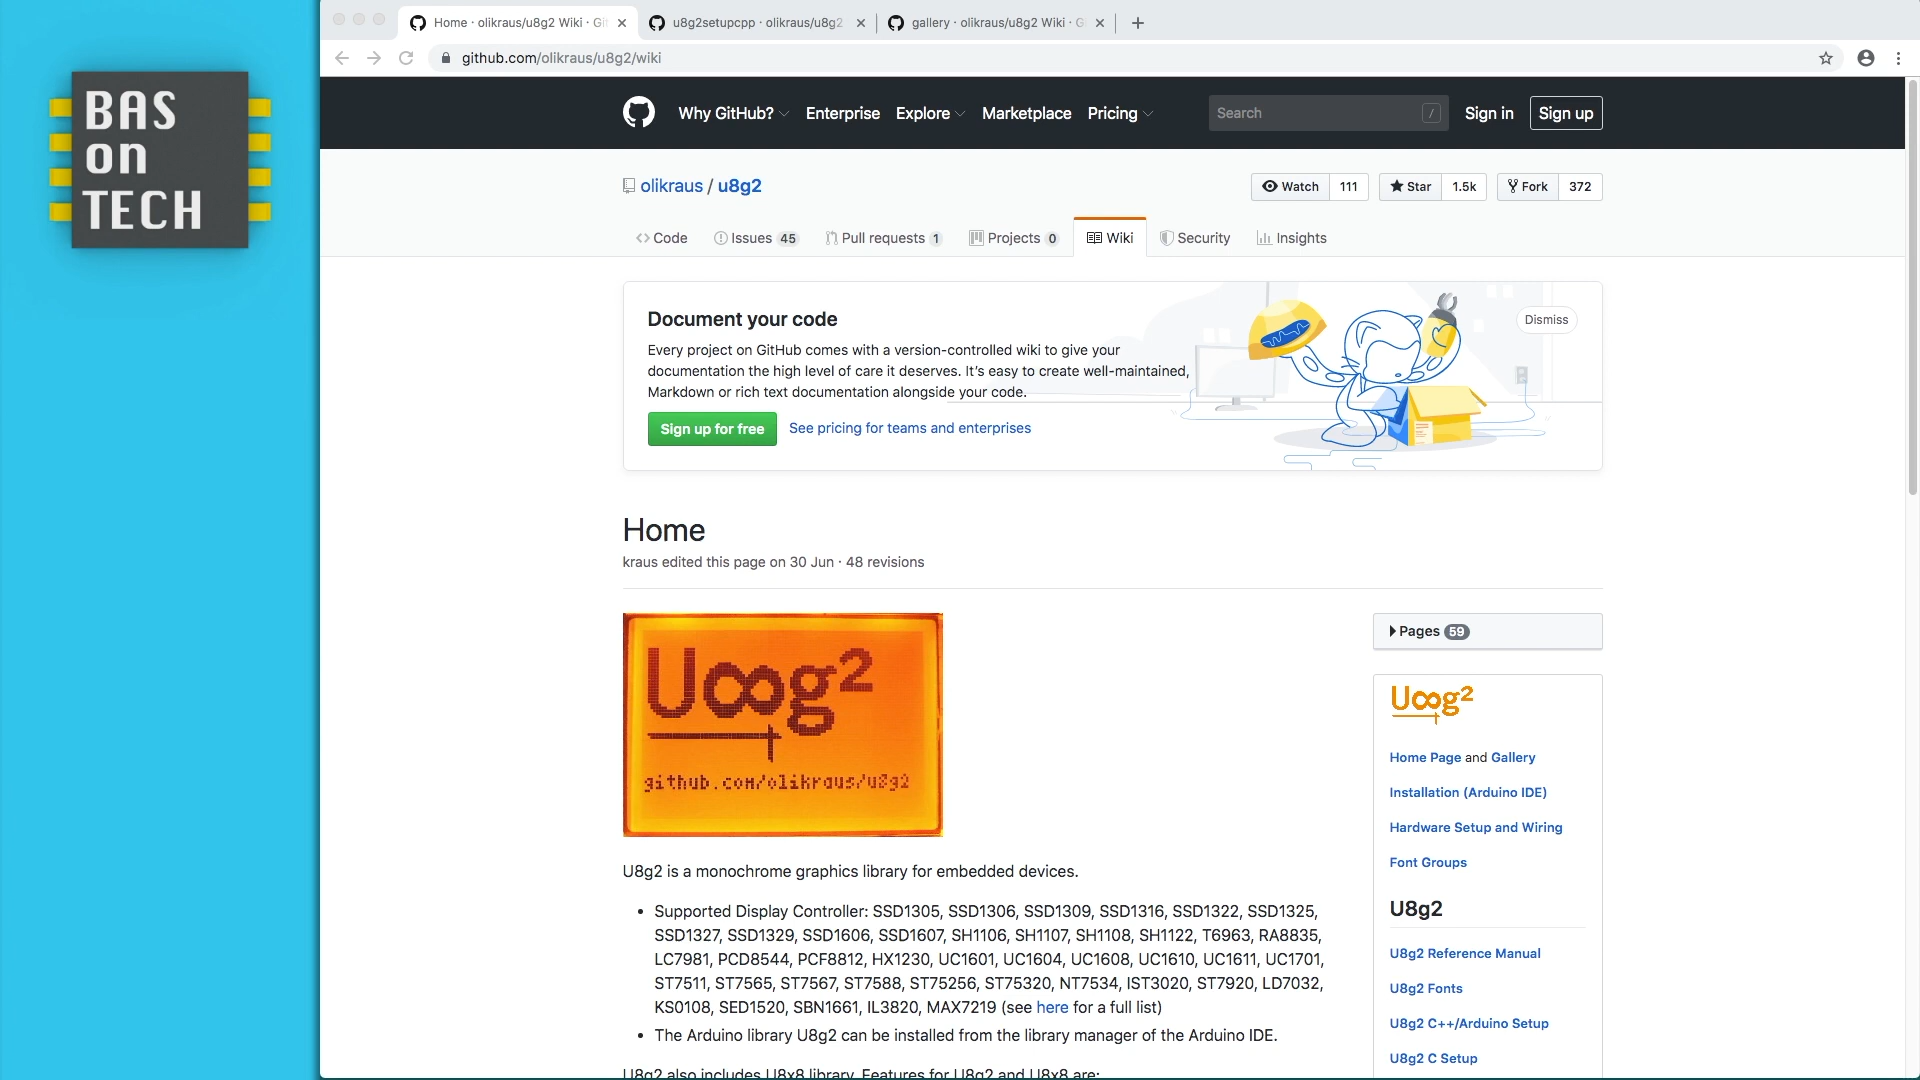 BAS
on
TECH
Home · olikraus/u8g2 Wiki · Git
u8g2setupcpp · olikraus/u8g2
gallery · olikraus/u8g2 Wiki · G
github.com/olikraus/u8g2/wiki
Why GitHub? Enterprise Explore Marketplace Pricing Search / Sign in Sign up
olikraus / u8g2
Watch 111 Star 1.5k Fork 372
Code Issues 45 Pull requests 1 Projects 0 Wiki Security Insights
Document your code
Dismiss
Every project on GitHub comes with a version-controlled wiki to give your
documentation the high level of care it deserves. It’s easy to create well-maintained,
Markdown or rich text documentation alongside your code.
Sign up for free See pricing for teams and enterprises
Home
kraus edited this page on 30 Jun · 48 revisions
U8g2
github.com/olikraus/u8g2
U8g2 is a monochrome graphics library for embedded devices.
• Supported Display Controller: SSD1305, SSD1306, SSD1309, SSD1316, SSD1322, SSD1325,
SSD1327, SSD1329, SSD1606, SSD1607, SH1106, SH1107, SH1108, SH1122, T6963, RA8835,
LC7981, PCD8544, PCF8812, HX1230, UC1601, UC1604, UC1608, UC1610, UC1611, UC1701,
ST7511, ST7565, ST7567, ST7588, ST75256, ST75320, NT7534, IST3020, ST7920, LD7032,
KS0108, SED1520, SBN1661, IL3820, MAX7219 (see here for a full list)
• The Arduino library U8g2 can be installed from the library manager of the Arduino IDE.
U8g2 also includes U8x8 library. Features for U8g2 and U8x8 are:
Pages 59
U8g2
Home Page and Gallery
Installation (Arduino IDE)
Hardware Setup and Wiring
Font Groups
U8g2
U8g2 Reference Manual
U8g2 Fonts
U8g2 C++/Arduino Setup
U8g2 C Setup